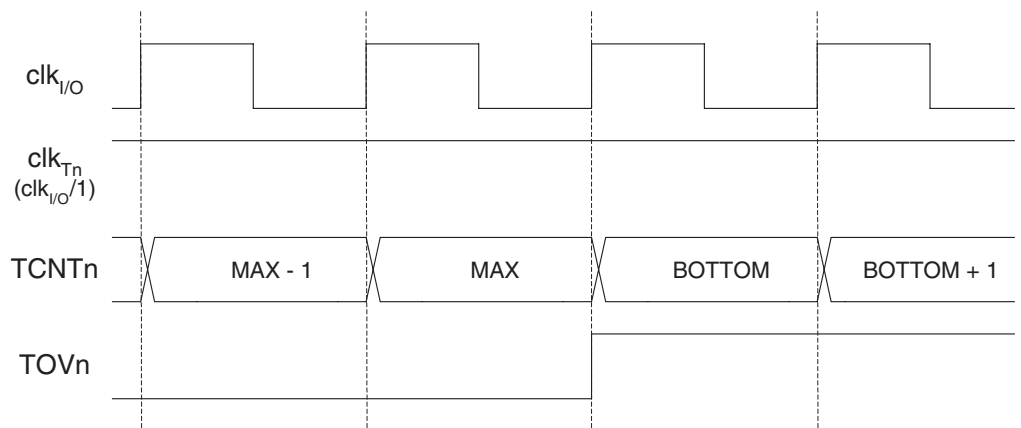 clkI/O
clkTn
(clkI/O/1)
TCNTn
MAX - 1
MAX
BOTTOM
BOTTOM + 1
TOVn